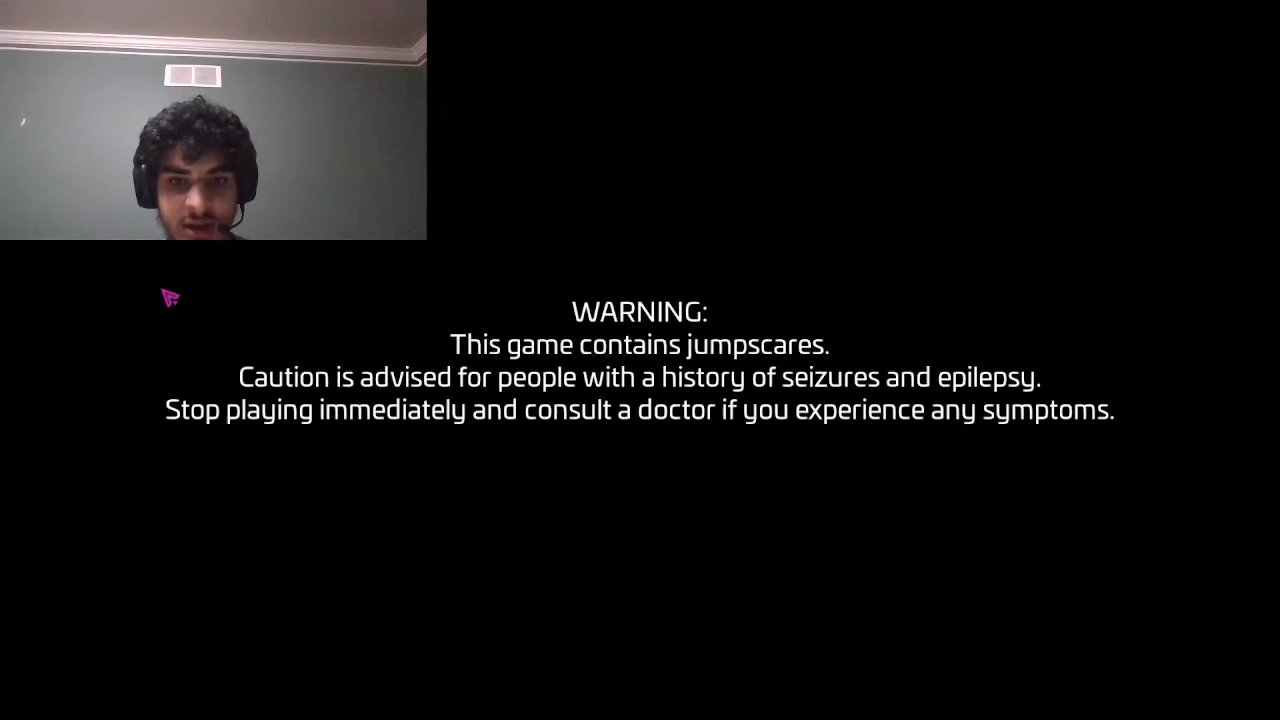 WARNING:
This game contains jumpscares.
Caution is advised for people with a history of seizures and epilepsy.
Stop playing immediately and consult a doctor if you experience any symptoms.